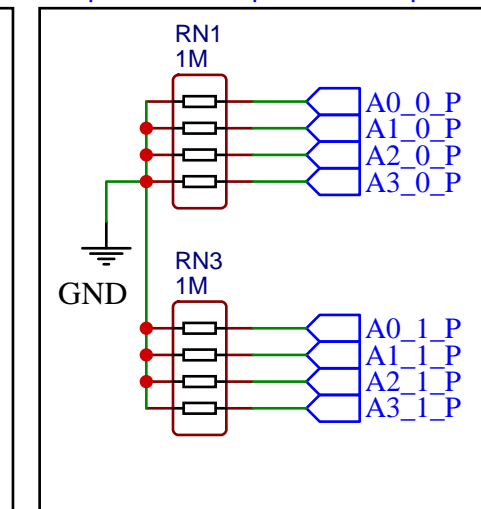 RN1
1M
A0_0_P
A1_0_P
A2_0_P
A3_0_P
GND
RN3
1M
A0_1_P
A1_1_P
A2_1_P
A3_1_P